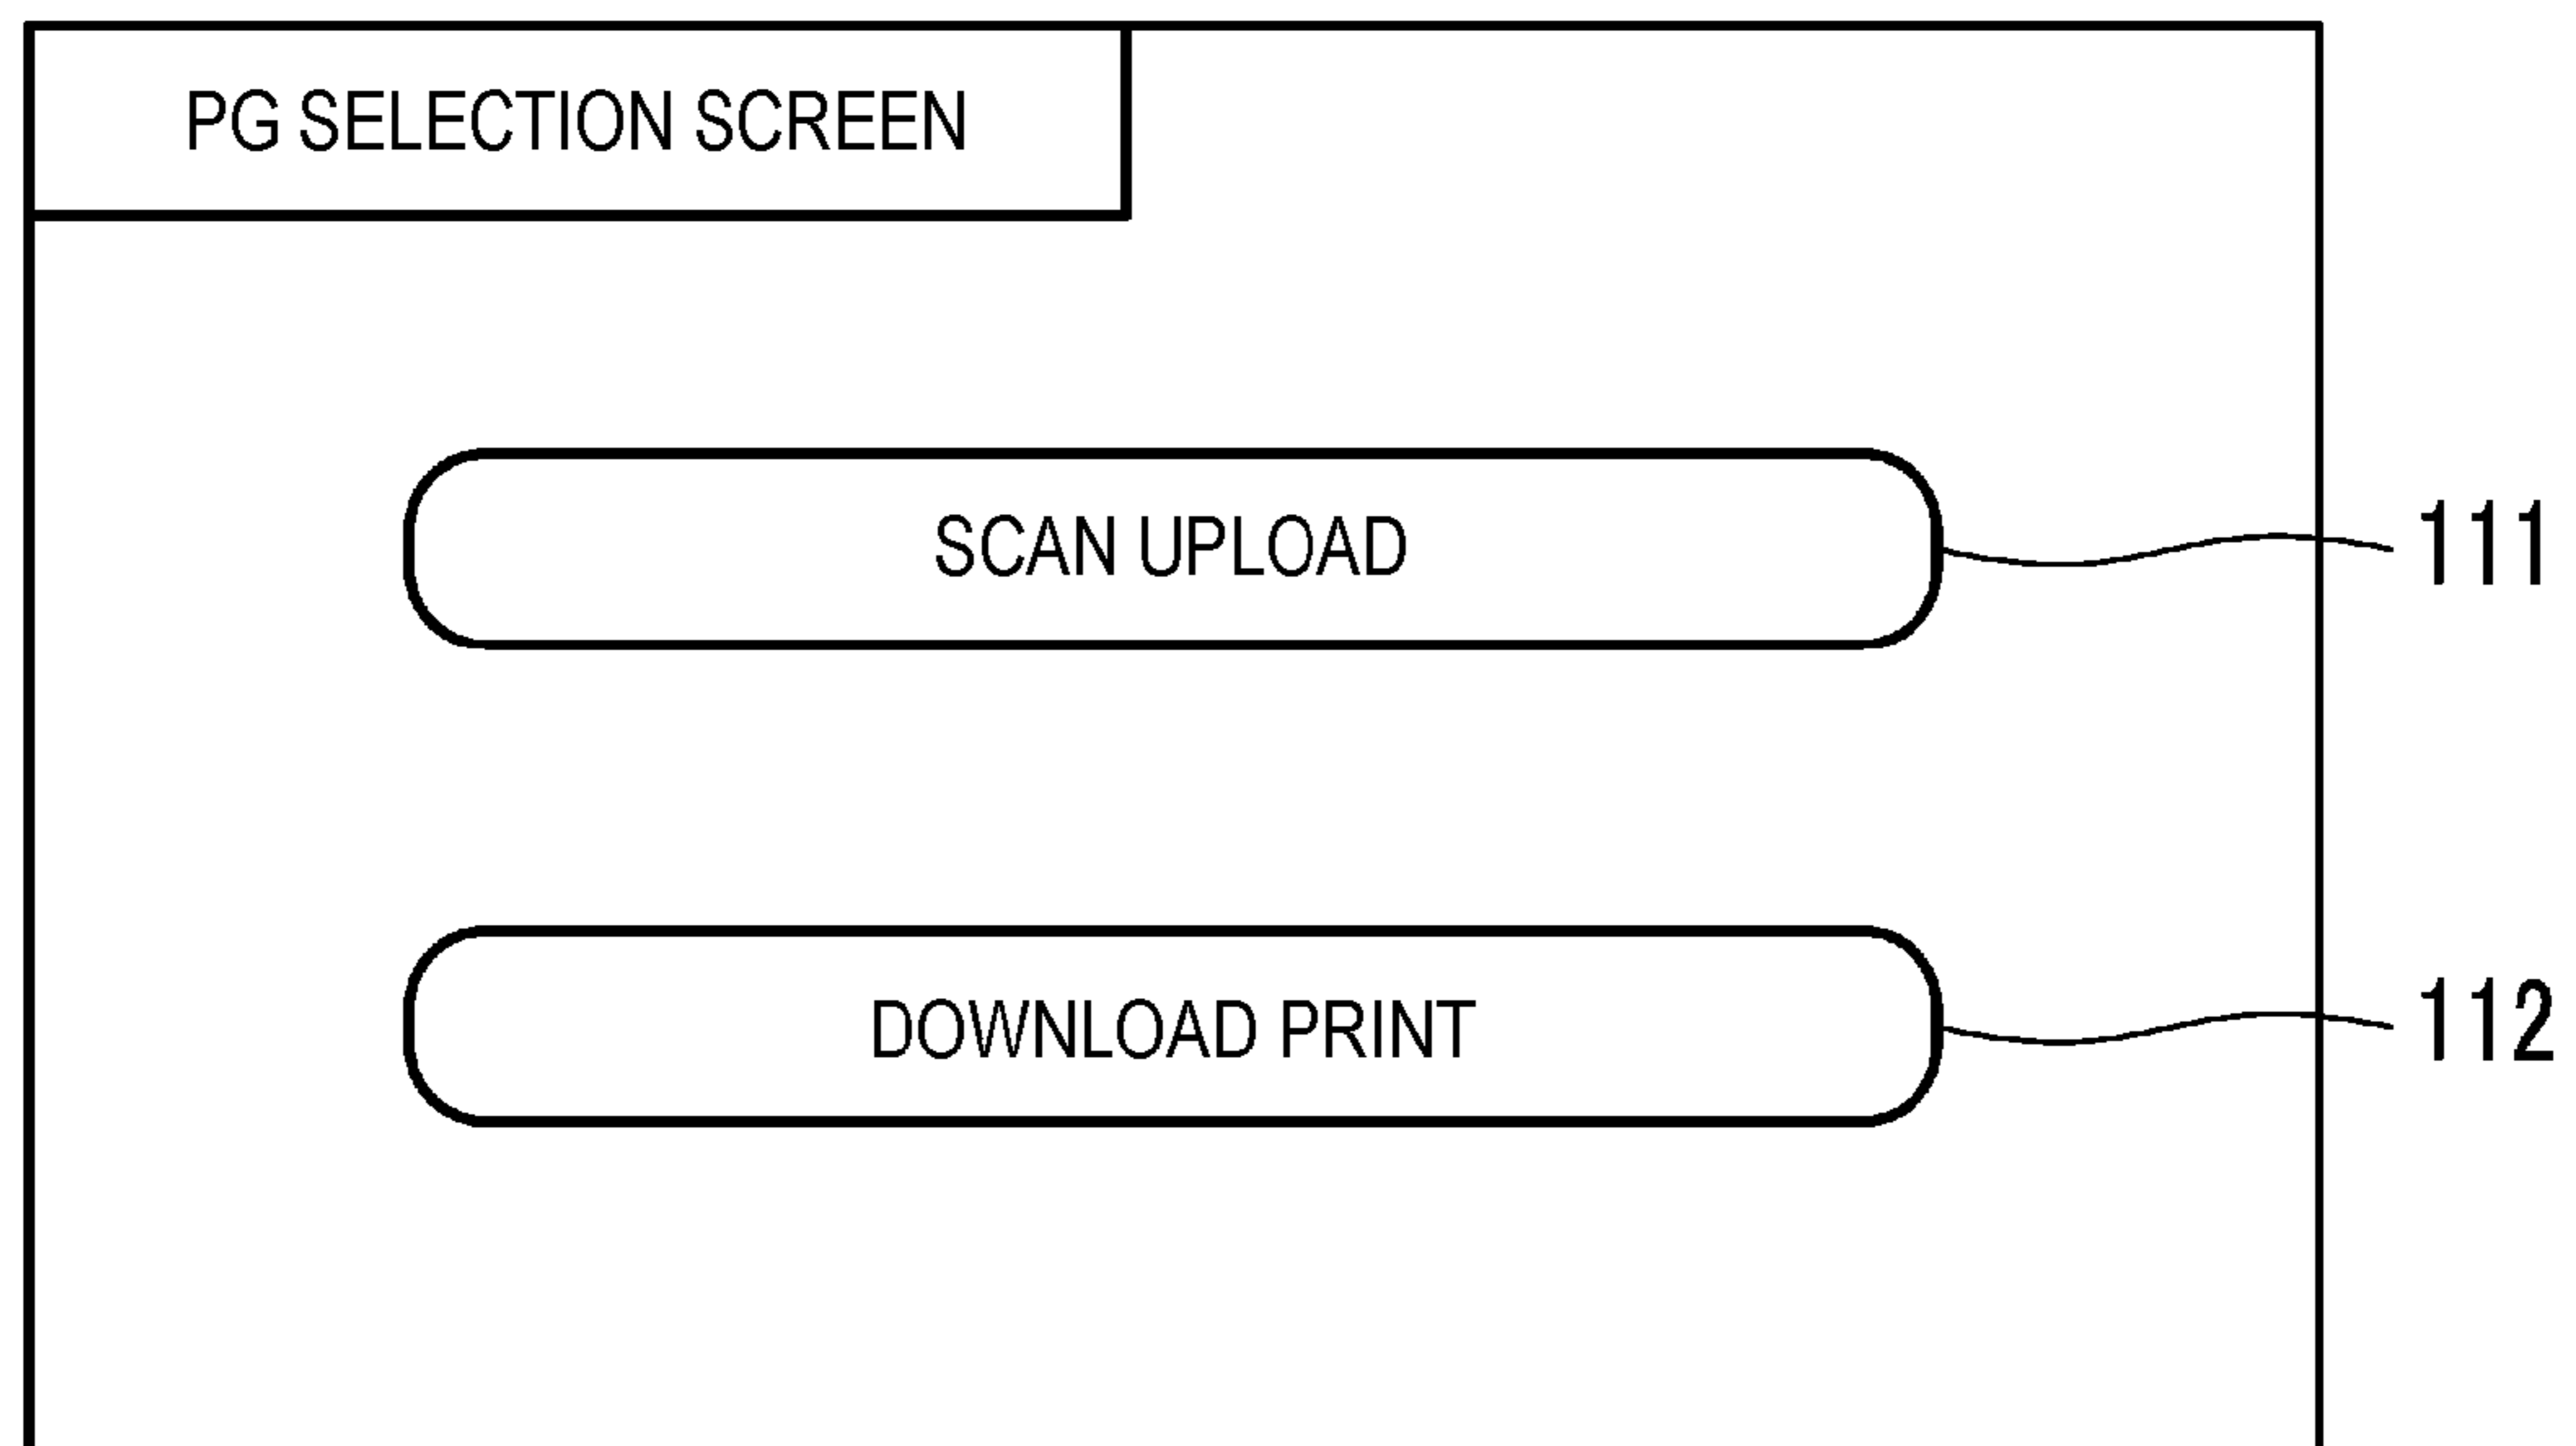 PG SELECTION SCREEN
SCAN UPLOAD
111
DOWNLOAD PRINT
112